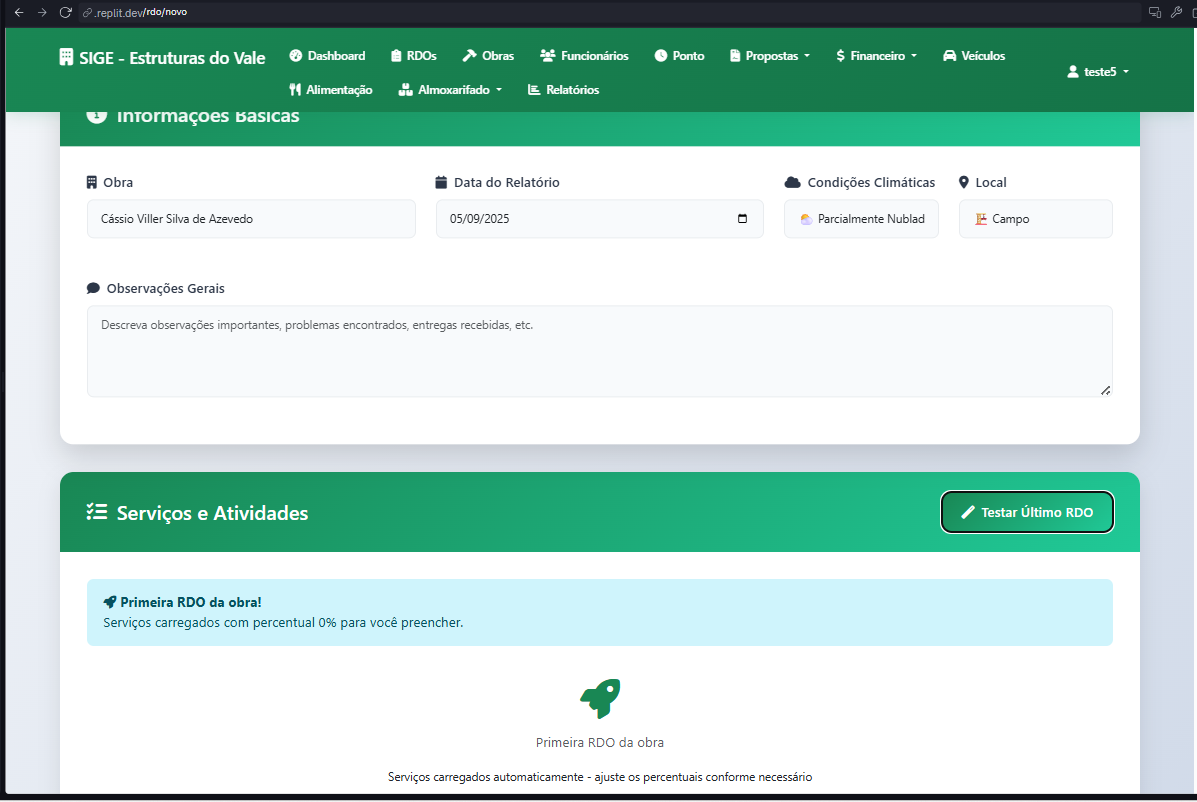 .replit.dev/rdo/novo
SIGE - Estruturas do Vale
Dashboard RDOs Obras Funcionários Ponto Propostas Financeiro Veículos
Alimentação Almoxarifado Relatórios
teste5
Informações Básicas
Obra Data do Relatório Condições Climáticas Local
Cássio Viller Silva de Azevedo 05/09/2025 Parcialmente Nublad Campo
Observações Gerais
Descreva observações importantes, problemas encontrados, entregas recebidas, etc.
Serviços e Atividades
Testar Último RDO
Primeira RDO da obra!
Serviços carregados com percentual 0% para você preencher.
Primeira RDO da obra
Serviços carregados automaticamente - ajuste os percentuais conforme necessário